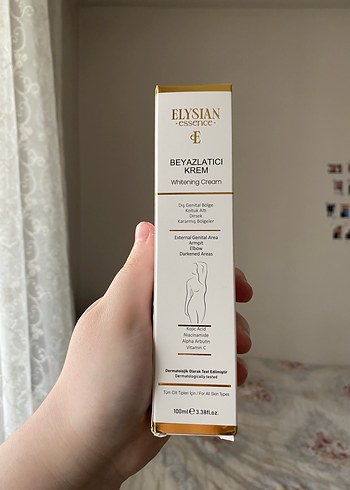 ELYSIAN
essence
E
BEYAZLATICI
KREM
Whitening Cream
Dış Genital Bölge
Koltuk Altı
Dirsek
Kararmış Bölgeler
External Genital Area
Armpit
Elbow
Darkened Areas
Kojic Acid
Niacinamide
Alpha Arbutin
Vitamin C
Dermatolojik Olarak Test Edilmiştir
Dermatologically tested
Tüm Cilt Tipleri İçin / For All Skin Types
100ml e 3.38fl.oz.